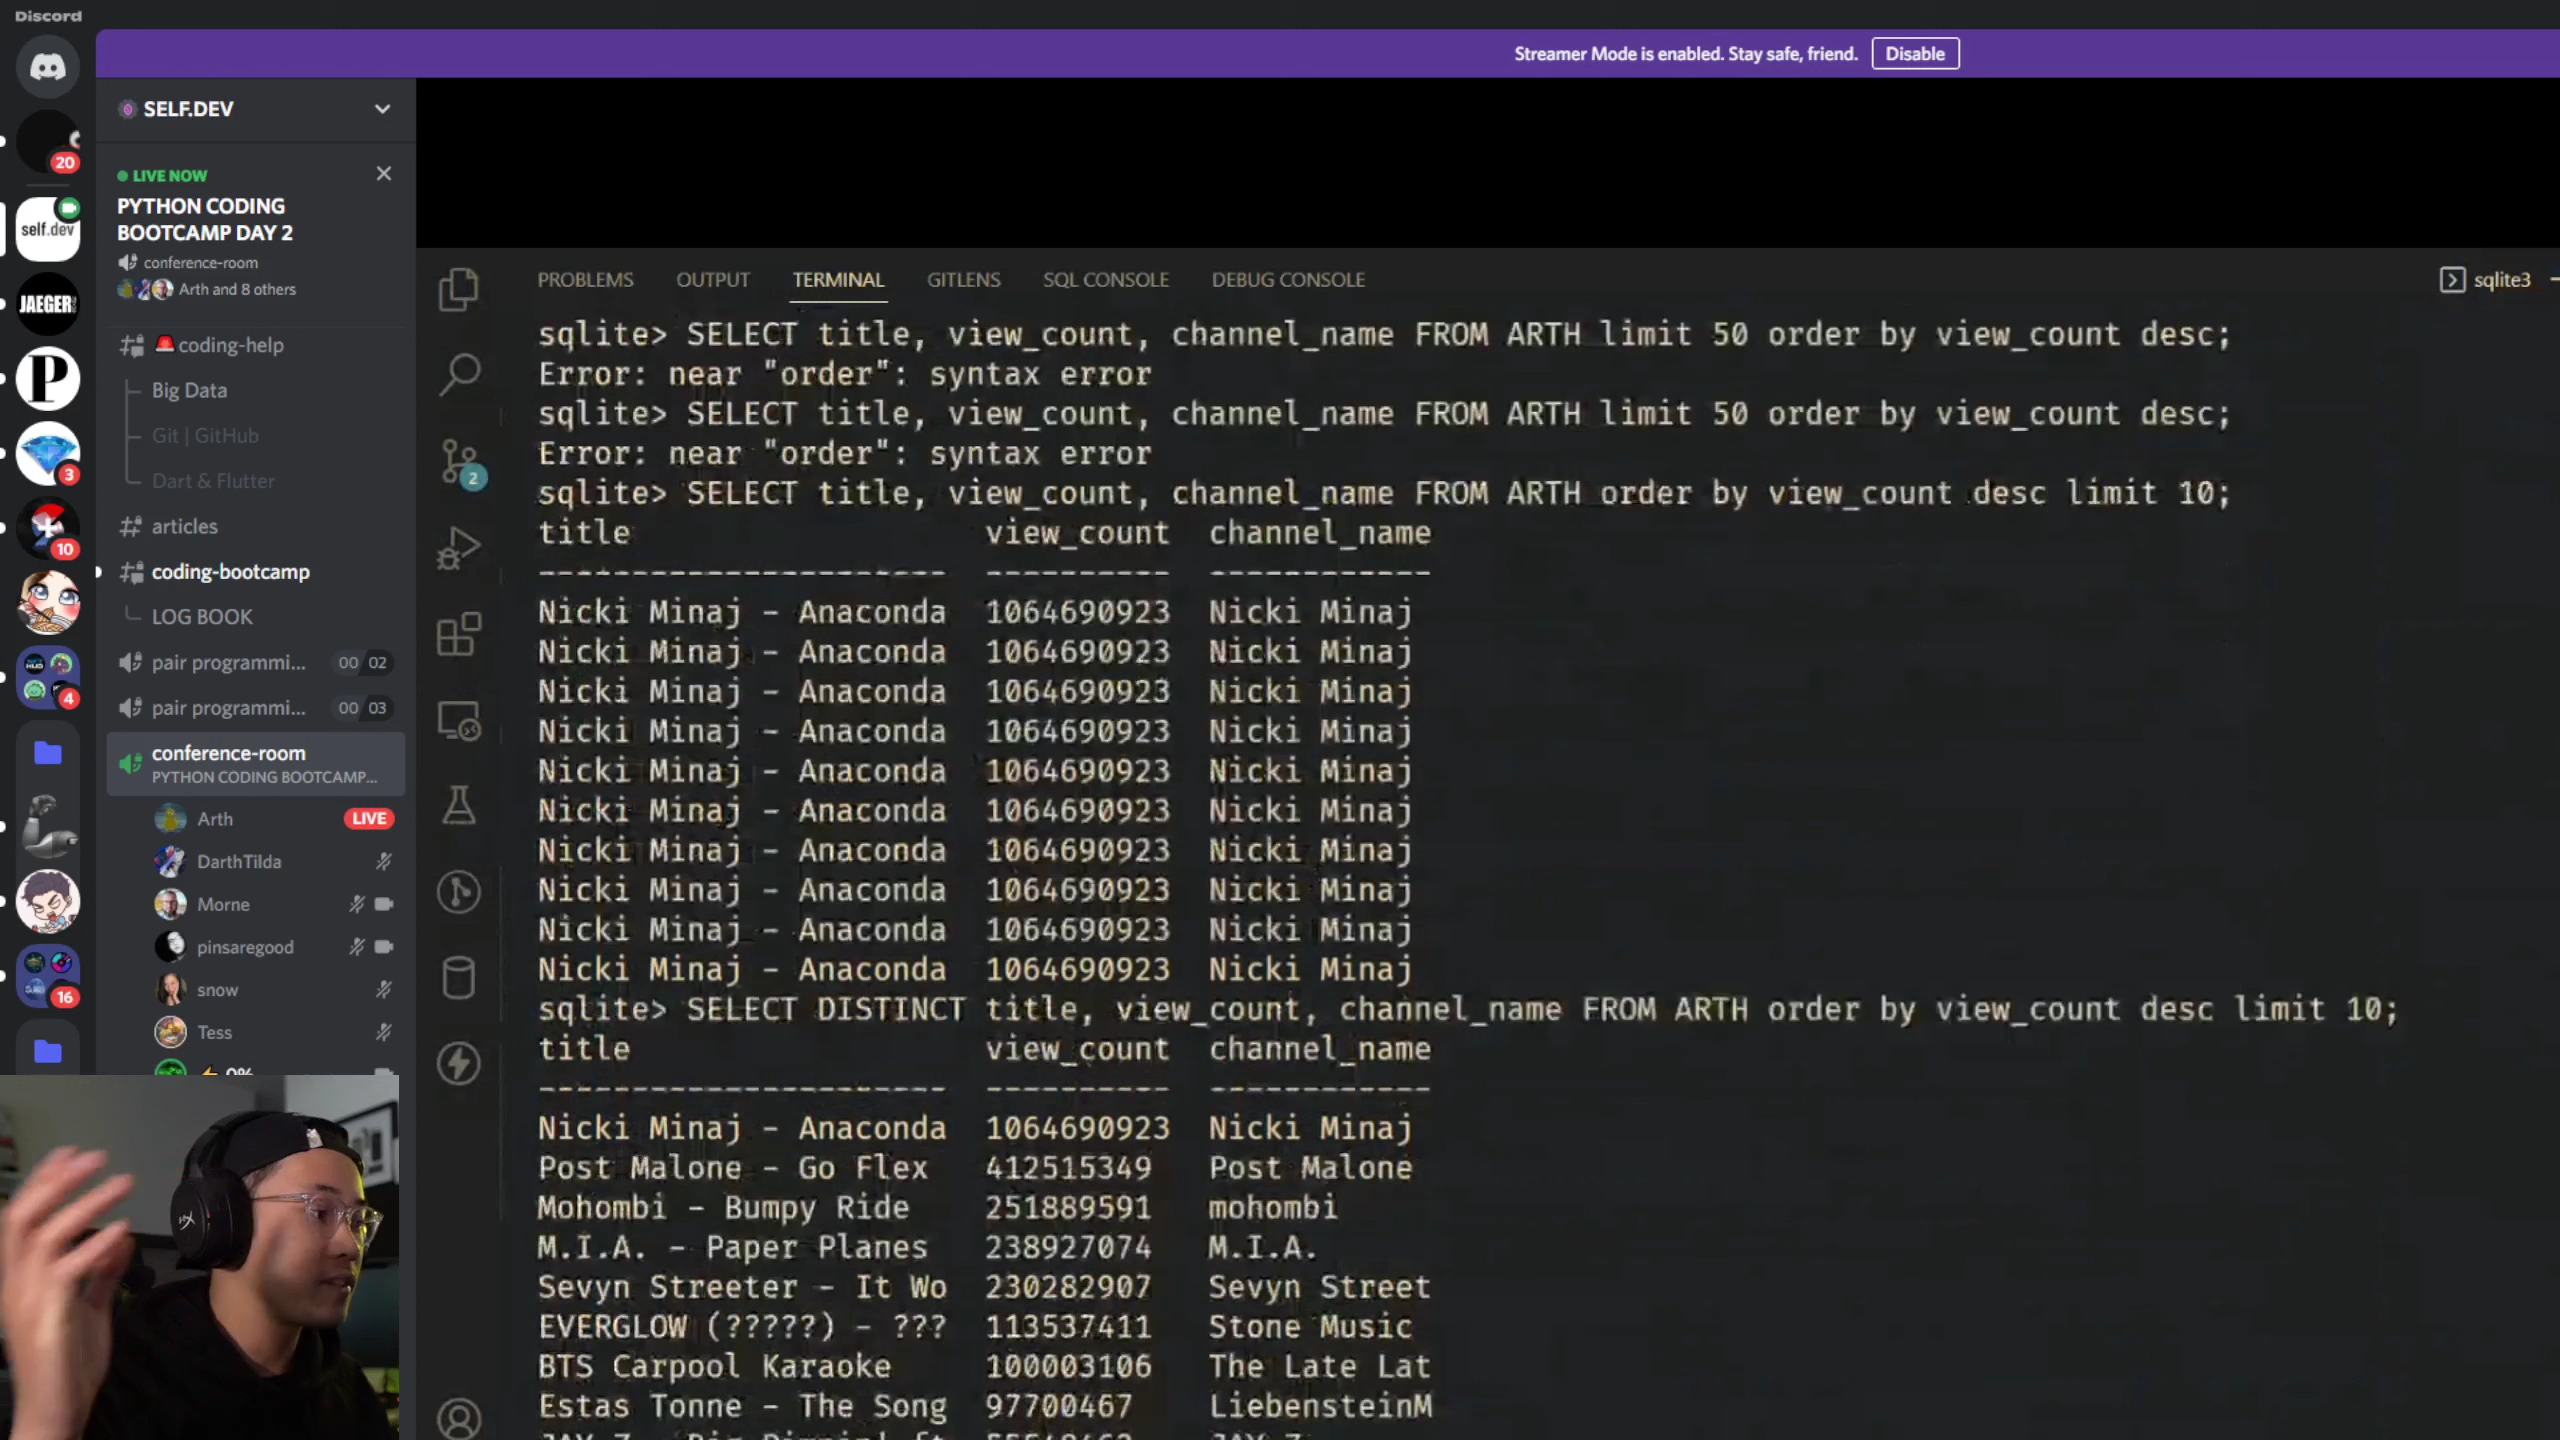 Discord
Streamer Mode is enabled. Stay safe, friend. Disable
20
self.dev
JAEGER
P
3
10
4
16
SELF.DEV
LIVE NOW
PYTHON CODING
BOOTCAMP DAY 2
conference-room
Arth and 8 others
coding-help
Big Data
Git | GitHub
Dart & Flutter
articles
coding-bootcamp
LOG BOOK
pair programmi... 00 02
pair programmi... 00 03
conference-room
PYTHON CODING BOOTCAMP...
Arth LIVE
DarthTilda
Morne
pinsaregood
snow
Tess
2
PROBLEMS OUTPUT TERMINAL GITLENS SQL CONSOLE DEBUG CONSOLE sqlite3
sqlite> SELECT title, view_count, channel_name FROM ARTH limit 50 order by view_count desc;
Error: near "order": syntax error
sqlite> SELECT title, view_count, channel_name FROM ARTH limit 50 order by view_count desc;
Error: near "order": syntax error
sqlite> SELECT title, view_count, channel_name FROM ARTH order by view_count desc limit 10;
title view_count channel_name
---------------------- ---------- ------------
Nicki Minaj - Anaconda 1064690923 Nicki Minaj
Nicki Minaj - Anaconda 1064690923 Nicki Minaj
Nicki Minaj - Anaconda 1064690923 Nicki Minaj
Nicki Minaj - Anaconda 1064690923 Nicki Minaj
Nicki Minaj - Anaconda 1064690923 Nicki Minaj
Nicki Minaj - Anaconda 1064690923 Nicki Minaj
Nicki Minaj - Anaconda 1064690923 Nicki Minaj
Nicki Minaj - Anaconda 1064690923 Nicki Minaj
Nicki Minaj - Anaconda 1064690923 Nicki Minaj
Nicki Minaj - Anaconda 1064690923 Nicki Minaj
sqlite> SELECT DISTINCT title, view_count, channel_name FROM ARTH order by view_count desc limit 10;
title view_count channel_name
---------------------- ---------- ------------
Nicki Minaj - Anaconda 1064690923 Nicki Minaj
Post Malone - Go Flex 412515349 Post Malone
Mohombi - Bumpy Ride 251889591 mohombi
M.I.A. - Paper Planes 238927074 M.I.A.
Sevyn Streeter - It Wo 230282907 Sevyn Street
EVERGLOW (?????) - ??? 113537411 Stone Music
BTS Carpool Karaoke 100003106 The Late Lat
Estas Tonne - The Song 97700467 LiebensteinM